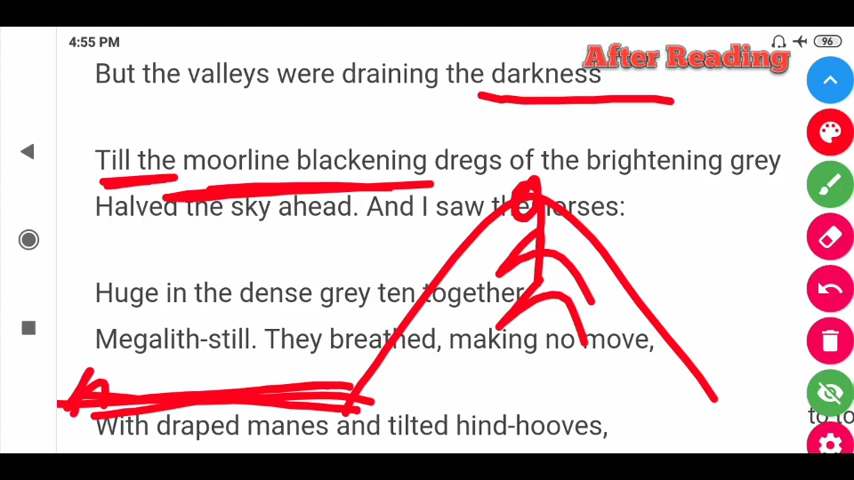 4:55 PM
96
After Reading
But the valleys were draining the darkness
Till the moorline blackening dregs of the brightening grey
Halved the sky ahead. And I saw the horses:
Huge in the dense grey ten together
Megalith-still. They breathed, making no move,
to to
With draped manes and tilted hind-hooves,